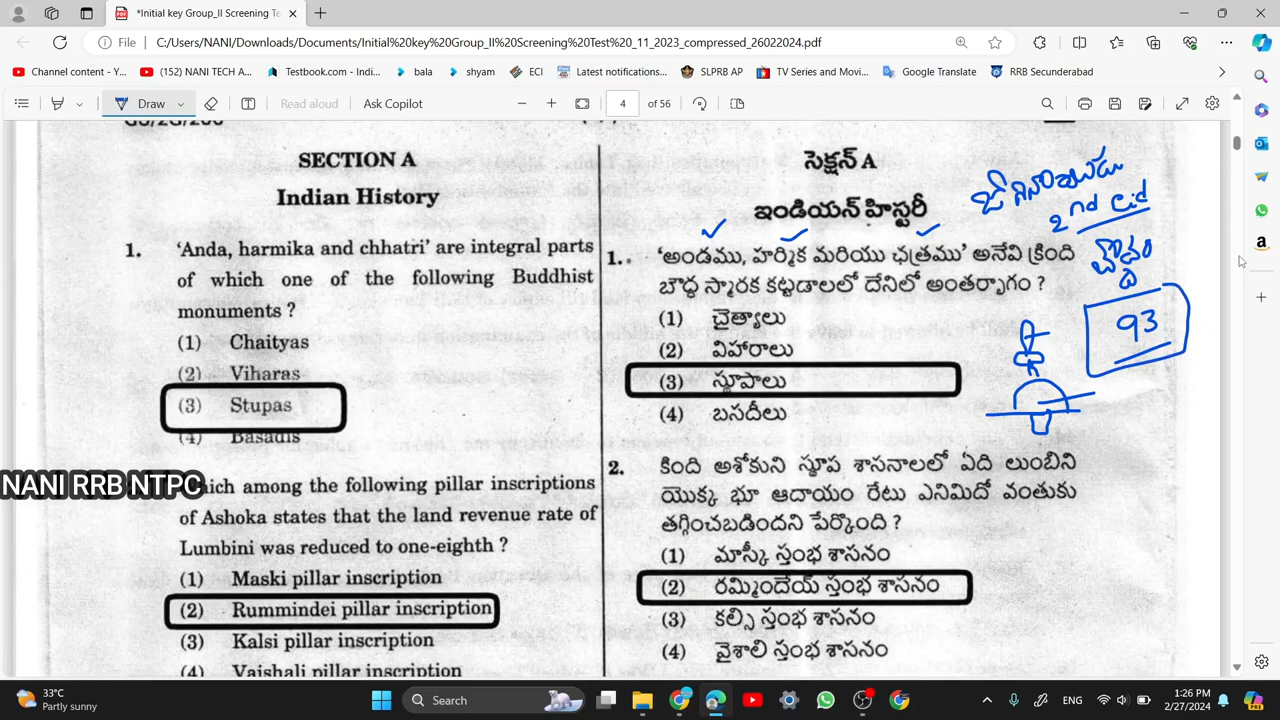 *Initial key Group_II Screening Te
File
C:/Users/NANI/Downloads/Documents/Initial%20key%20Group_II%20Screening%20Test%20_11_2023_compressed_26022024.pdf
Channel content - Y...
(152) NANI TECH A...
Testbook.com - Indi...
bala
shyam
ECI
Latest notifications...
SLPRB AP
TV Series and Movi...
Google Translate
RRB Secunderabad
Draw
Read aloud
Ask Copilot
4
of 56
SECTION A
Indian History
1. 'Anda, harmika and chhatri' are integral parts
of which one of the following Buddhist
monuments ?
(1) Chaityas
(2) Viharas
(3) Stupas
(4) Basadis
NANI RRB NTPC
which among the following pillar inscriptions
of Ashoka states that the land revenue rate of
Lumbini was reduced to one-eighth ?
(1) Maski pillar inscription
(2) Rummindei pillar inscription
(3) Kalsi pillar inscription
(4) Vaishali pillar inscription
సెక్షన్ A
ఇండియన్ హిస్టరీ
1. 'అండము, హర్మిక మరియు ఛత్రము' అనేవి క్రింది
బౌద్ధ స్మారక కట్టడాలలో దేనిలో అంతర్భాగం ?
(1) చైత్యాలు
(2) విహారాలు
(3) స్థూపాలు
(4) బసదీలు
2. కింది అశోకుని స్థూప శాసనాలలో ఏది లుంబిని
యొక్క భూ ఆదాయం రేటు ఎనిమిదో వంతుకు
తగ్గించబడిందని పేర్కొంది ?
(1) మాస్కీ స్తంభ శాసనం
(2) రమ్మిందేయ్ స్తంభ శాసనం
(3) కల్సి స్తంభ శాసనం
(4) వైశాలి స్తంభ శాసనం
2nd
93
33°C
Partly sunny
Search
ENG
1:26 PM
2/27/2024